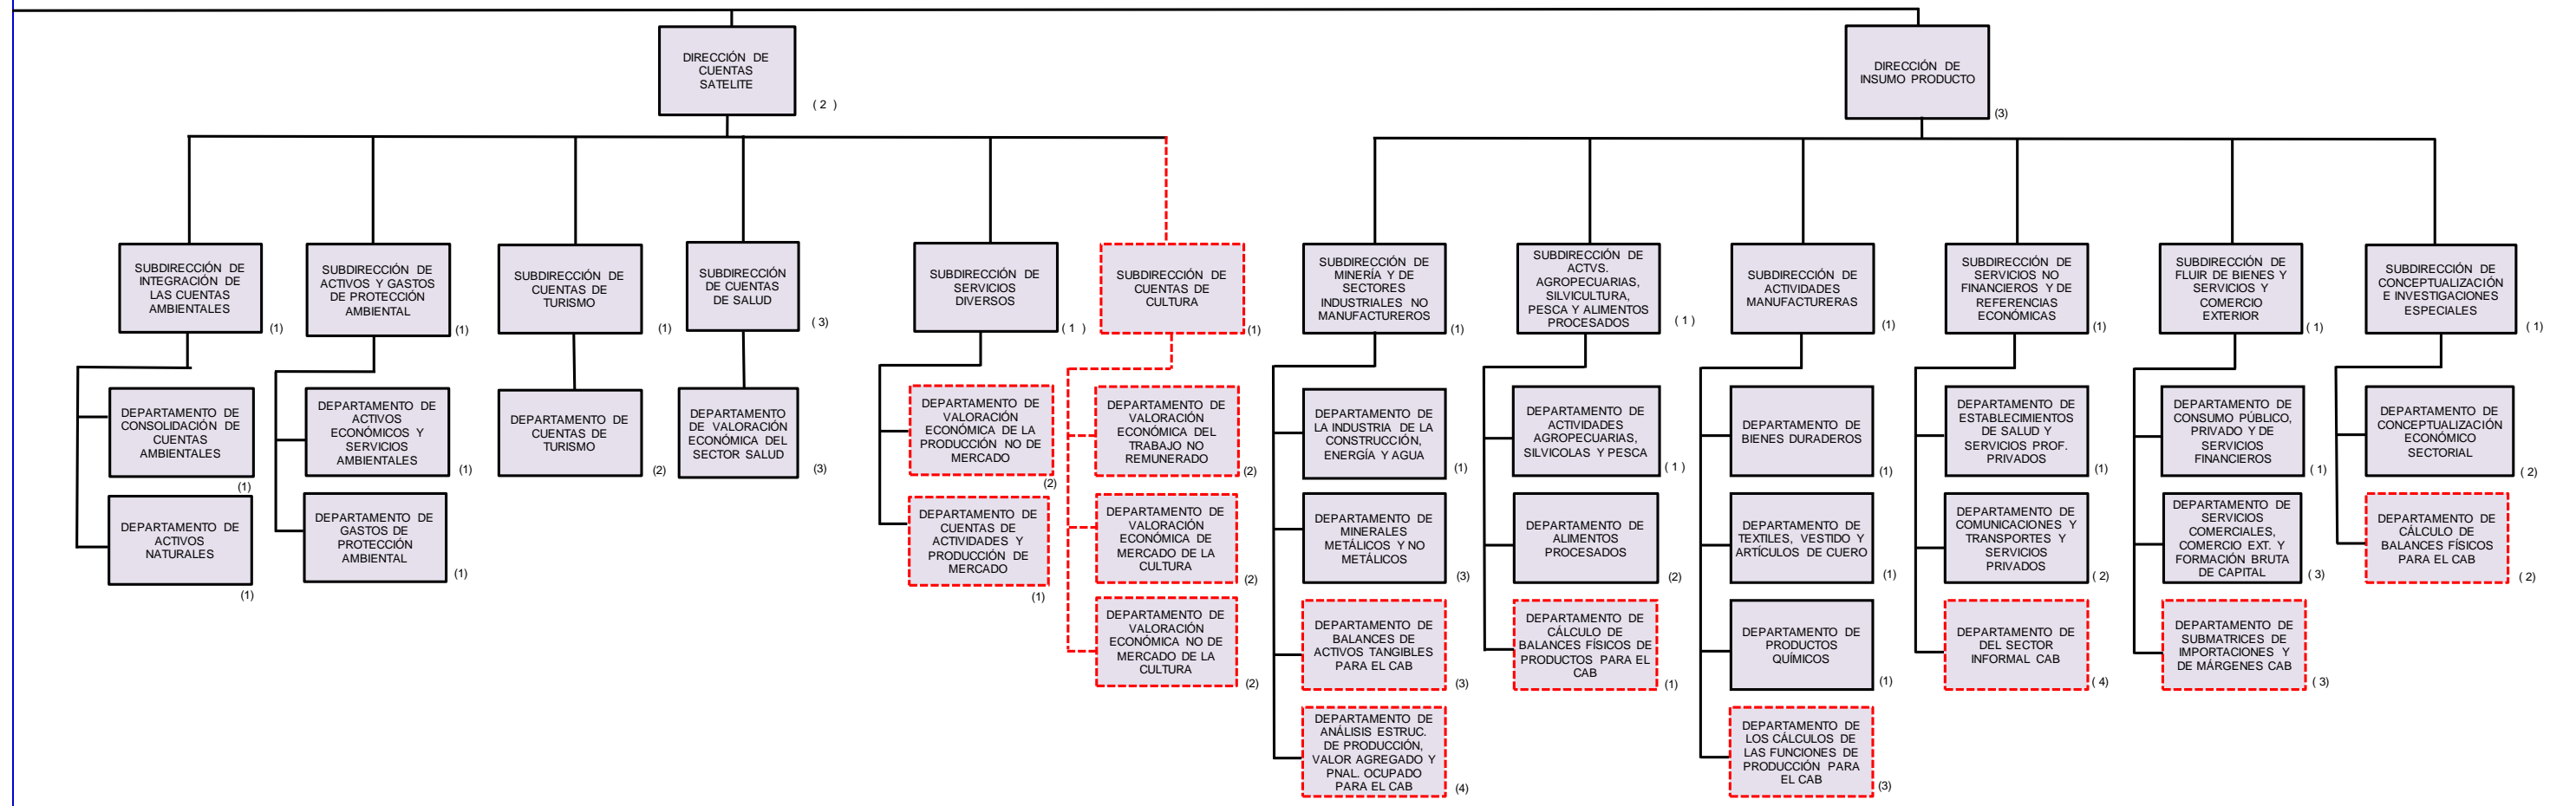 DIRECCIÓN DE
CUENTAS
SATELITE
( 2 )
DIRECCIÓN DE
INSUMO PRODUCTO
(3)
SUBDIRECCIÓN DE
INTEGRACIÓN DE
LAS CUENTAS
AMBIENTALES
(1)
SUBDIRECCIÓN DE
ACTIVOS Y GASTOS
DE PROTECCIÓN
AMBIENTAL
(1)
SUBDIRECCIÓN DE
CUENTAS DE
TURISMO
(1)
SUBDIRECCIÓN
DE CUENTAS
DE SALUD
( 3)
SUBDIRECCIÓN DE
SERVICIOS
DIVERSOS
( 1 )
SUBDIRECCIÓN DE
CUENTAS DE
CULTURA
(1)
SUBDIRECCIÓN DE
MINERÍA Y DE
SECTORES
INDUSTRIALES NO
MANUFACTUREROS
(1)
SUBDIRECCIÓN DE
ACTVS.
AGROPECUARIAS,
SILVICULTURA,
PESCA Y ALIMENTOS
PROCESADOS
( 1 )
SUBDIRECCIÓN DE
ACTIVIDADES
MANUFACTURERAS
(1)
SUBDIRECCIÓN DE
SERVICIOS NO
FINANCIEROS Y DE
REFERENCIAS
ECONÓMICAS
(1)
SUBDIRECCIÓN DE
FLUIR DE BIENES Y
SERVICIOS Y
COMERCIO
EXTERIOR
( 1)
SUBDIRECCIÓN DE
CONCEPTUALIZACIÓN
E INVESTIGACIONES
ESPECIALES
( 1)
DEPARTAMENTO DE
CONSOLIDACIÓN DE
CUENTAS
AMBIENTALES
(1)
DEPARTAMENTO DE
ACTIVOS
NATURALES
(1)
DEPARTAMENTO DE
ACTIVOS
ECONÓMICOS Y
SERVICIOS
AMBIENTALES
(1)
DEPARTAMENTO DE
GASTOS DE
PROTECCIÓN
AMBIENTAL
(1)
DEPARTAMENTO DE
CUENTAS DE
TURISMO
(2)
DEPARTAMENTO
DE VALORACIÓN
ECONÓMICA DEL
SECTOR SALUD
(3)
DEPARTAMENTO DE
VALORACIÓN
ECONÓMICA DE LA
PRODUCCIÓN NO DE
MERCADO
(2)
DEPARTAMENTO DE
CUENTAS DE
ACTIVIDADES Y
PRODUCCIÓN DE
MERCADO
(1)
DEPARTAMENTO DE
VALORACIÓN
ECONÓMICA DEL
TRABAJO NO
REMUNERADO
(2)
DEPARTAMENTO DE
VALORACIÓN
ECONÓMICA DE
MERCADO DE LA
CULTURA
(2)
DEPARTAMENTO DE
VALORACIÓN
ECONÓMICA NO DE
MERCADO DE LA
CULTURA
(2)
DEPARTAMENTO DE
LA INDUSTRIA DE LA
CONSTRUCCIÓN,
ENERGÍA Y AGUA
(1)
DEPARTAMENTO DE
MINERALES
METÁLICOS Y NO
METÁLICOS
(3)
DEPARTAMENTO DE
BALANCES DE
ACTIVOS TANGIBLES
PARA EL CAB
(3)
DEPARTAMENTO DE
ANÁLISIS ESTRUC.
DE PRODUCCIÓN,
VALOR AGREGADO Y
PNAL. OCUPADO
PARA EL CAB
(4)
DEPARTAMENTO DE
ACTIVIDADES
AGROPECUARIAS,
SILVICOLAS Y PESCA
( 1 )
DEPARTAMENTO DE
ALIMENTOS
PROCESADOS
(2)
DEPARTAMENTO DE
CÁLCULO DE
BALANCES FÍSICOS DE
PRODUCTOS PARA EL
CAB
(1)
DEPARTAMENTO DE
BIENES DURADEROS
(1)
DEPARTAMENTO DE
TEXTILES, VESTIDO Y
ARTÍCULOS DE CUERO
(1)
DEPARTAMENTO DE
PRODUCTOS
QUÍMICOS
(1)
DEPARTAMENTO DE
LOS CÁLCULOS DE
LAS FUNCIONES DE
PRODUCCIÓN PARA
EL CAB
(3)
DEPARTAMENTO DE
ESTABLECIMIENTOS
DE SALUD Y
SERVICIOS PROF.
PRIVADOS
(1)
DEPARTAMENTO DE
COMUNICACIONES Y
TRANSPORTES Y
SERVICIOS
PRIVADOS
( 2)
DEPARTAMENTO DE
DEL SECTOR
INFORMAL CAB
( 4)
DEPARTAMENTO DE
CONSUMO PÚBLICO,
PRIVADO Y DE
SERVICIOS
FINANCIEROS
( 1)
DEPARTAMENTO DE
SERVICIOS
COMERCIALES,
COMERCIO EXT. Y
FORMACIÓN BRUTA
DE CAPITAL
( 3)
DEPARTAMENTO DE
SUBMATRICES DE
IMPORTACIONES Y
DE MÁRGENES CAB
( 3)
DEPARTAMENTO DE
CONCEPTUALIZACIÓN
ECONÓMICO
SECTORIAL
( 2)
DEPARTAMENTO DE
CÁLCULO DE
BALANCES FÍSICOS
PARA EL CAB
( 2)